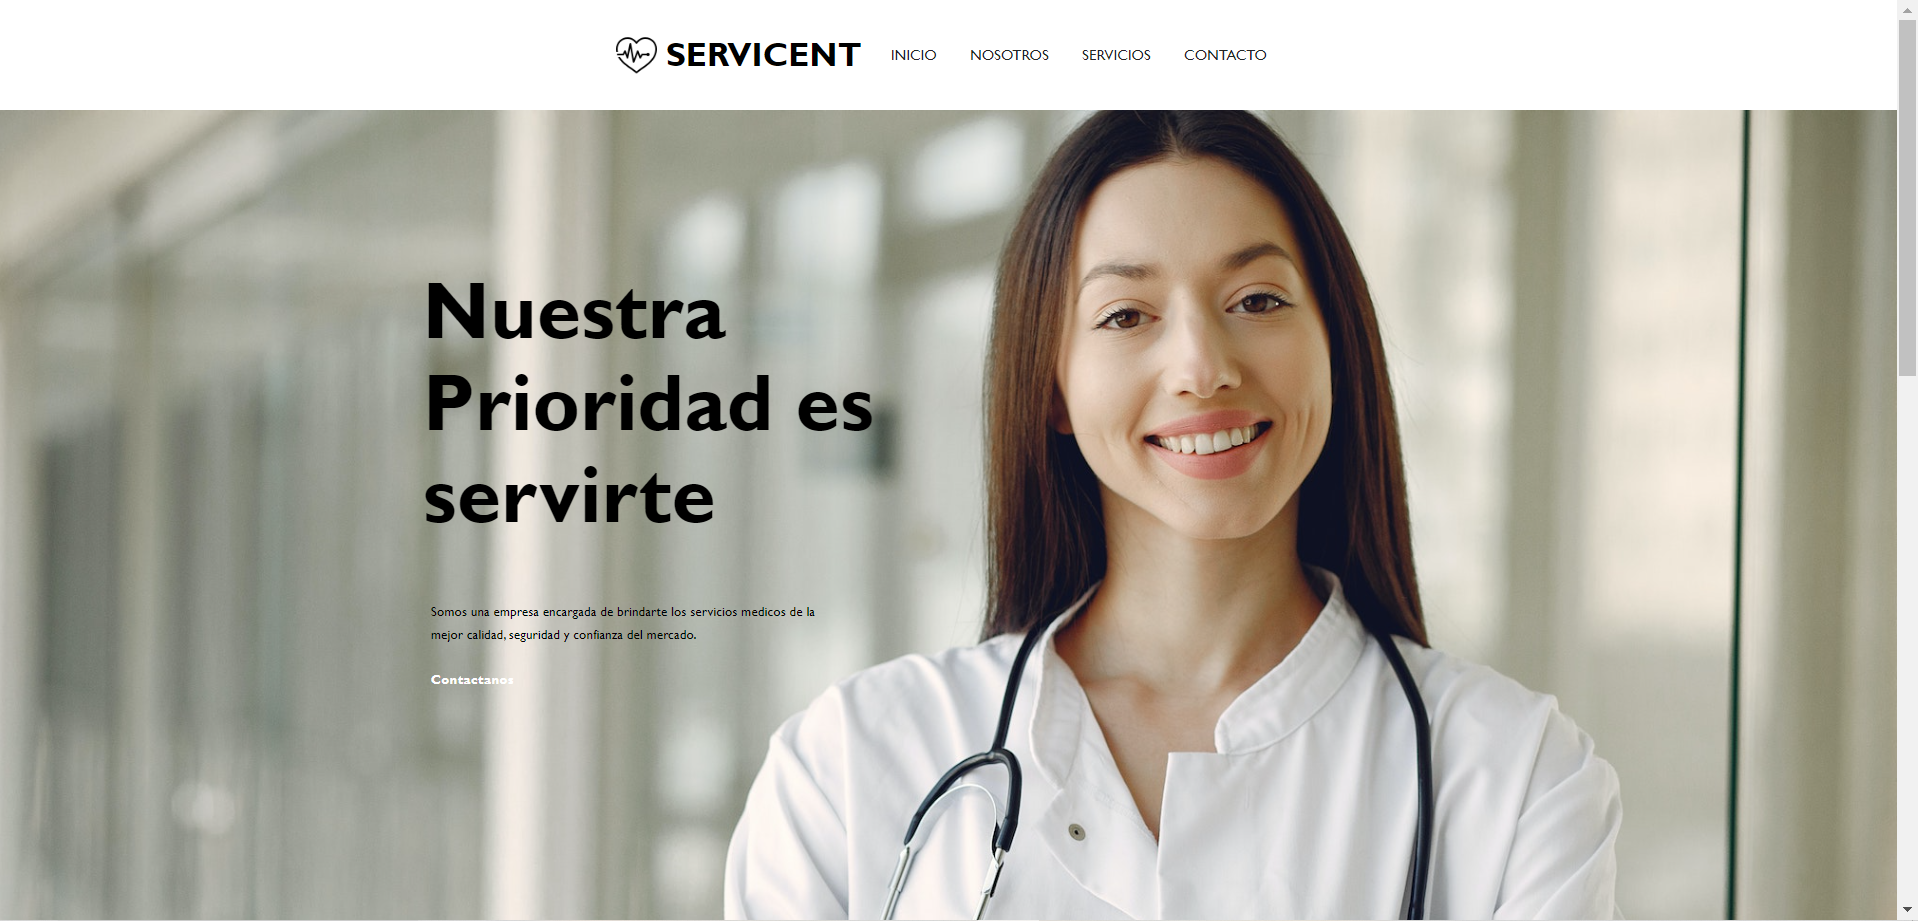 SERVICENT
INICIO
NOSOTROS
SERVICIOS
CONTACTO
Nuestra
Prioridad es
servirte
Somos una empresa encargada de brindarte los servicios medicos de la
mejor calidad, seguridad y confianza del mercado.
Contactanos